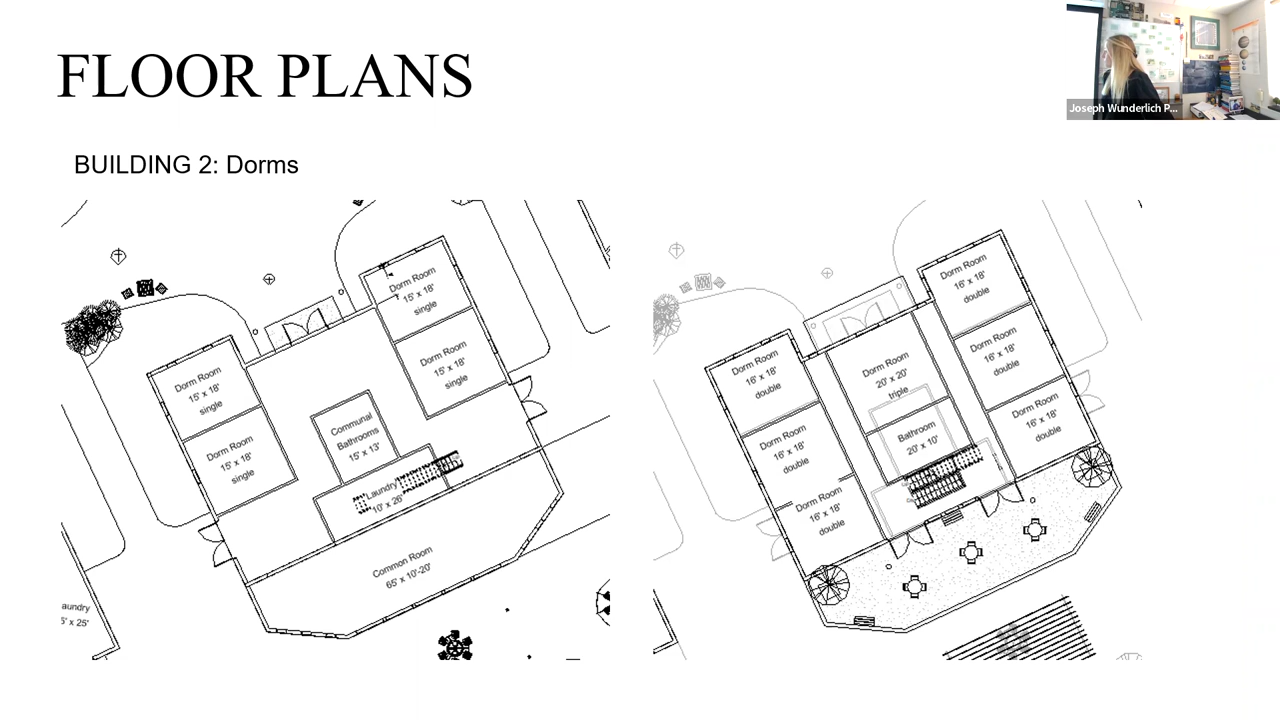 FLOOR PLANS
Joseph Wunderlich P...
BUILDING 2: Dorms
Dorm Room
15' x 18'
single
Dorm Room
15' x 18'
single
Dorm Room
15' x 18'
single
Dorm Room
15' x 18'
single
Communal
Bathrooms
15' x 13'
Laundry
10' x 26'
Common Room
65' x 10'-20'
aundry
5' x 25'
Dorm Room
16' x 18'
double
Dorm Room
16' x 18'
double
Dorm Room
16' x 18'
double
Dorm Room
20' x 20'
triple
Bathroom
20' x 10'
Dorm Room
16' x 18'
double
Dorm Room
16' x 18'
double
Dorm Room
16' x 18'
double